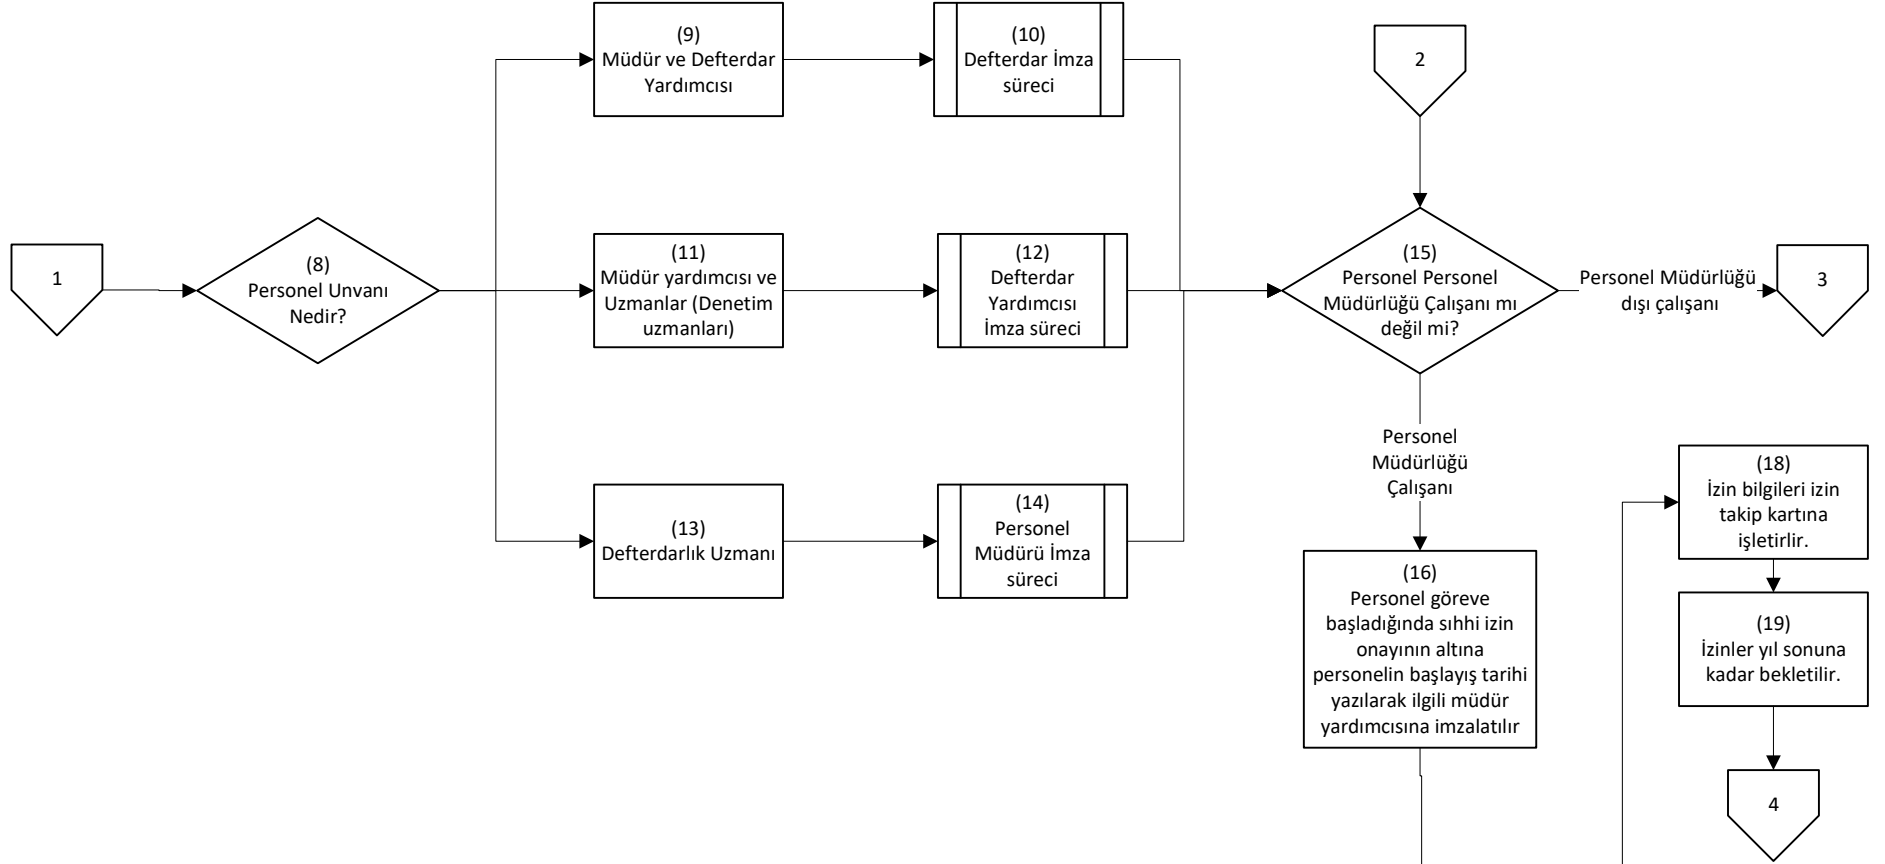 1
(8)
Personel Unvanı
Nedir?
(9)
Müdür ve Defterdar
Yardımcısı
(10)
Defterdar İmza
süreci
(11)
Müdür yardımcısı ve
Uzmanlar (Denetim
uzmanları)
(12)
Defterdar
Yardımcısı
İmza süreci
(13)
Defterdarlık Uzmanı
(14)
Personel
Müdürü İmza
süreci
2
(15)
Personel Personel
Müdürlüğü Çalışanı mı
değil mi?
Personel Müdürlüğü
dışı çalışanı
3
Personel
Müdürlüğü
Çalışanı
(16)
Personel göreve
başladığında sıhhi izin
onayının altına
personelin başlayış tarihi
yazılarak ilgili müdür
yardımcısına imzalatılır
(18)
İzin bilgileri izin
takip kartına
işletirlir.
(19)
İzinler yıl sonuna
kadar bekletilir.
4